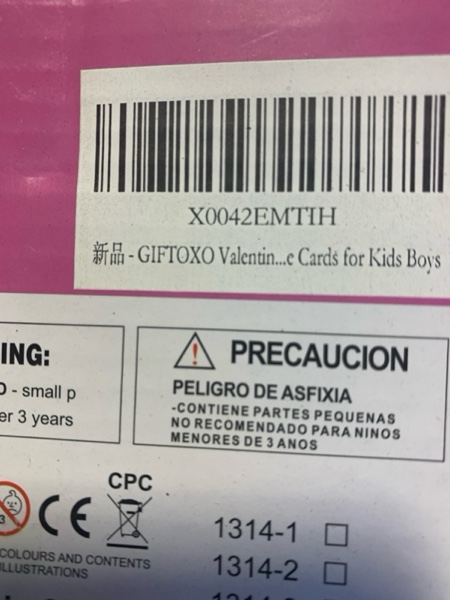 X0042EMTIH
新品 - GIFTOXO Valentin...e Cards for Kids Boys
ING:
- small p
er 3 years
PRECAUCION
PELIGRO DE ASFIXIA
-CONTIENE PARTES PEQUENAS
NO RECOMENDADO PARA NINOS
MENORES DE 3 ANOS
3
CE
CPC
COLOURS AND CONTENTS
ILLUSTRATIONS
1314-1
1314-2